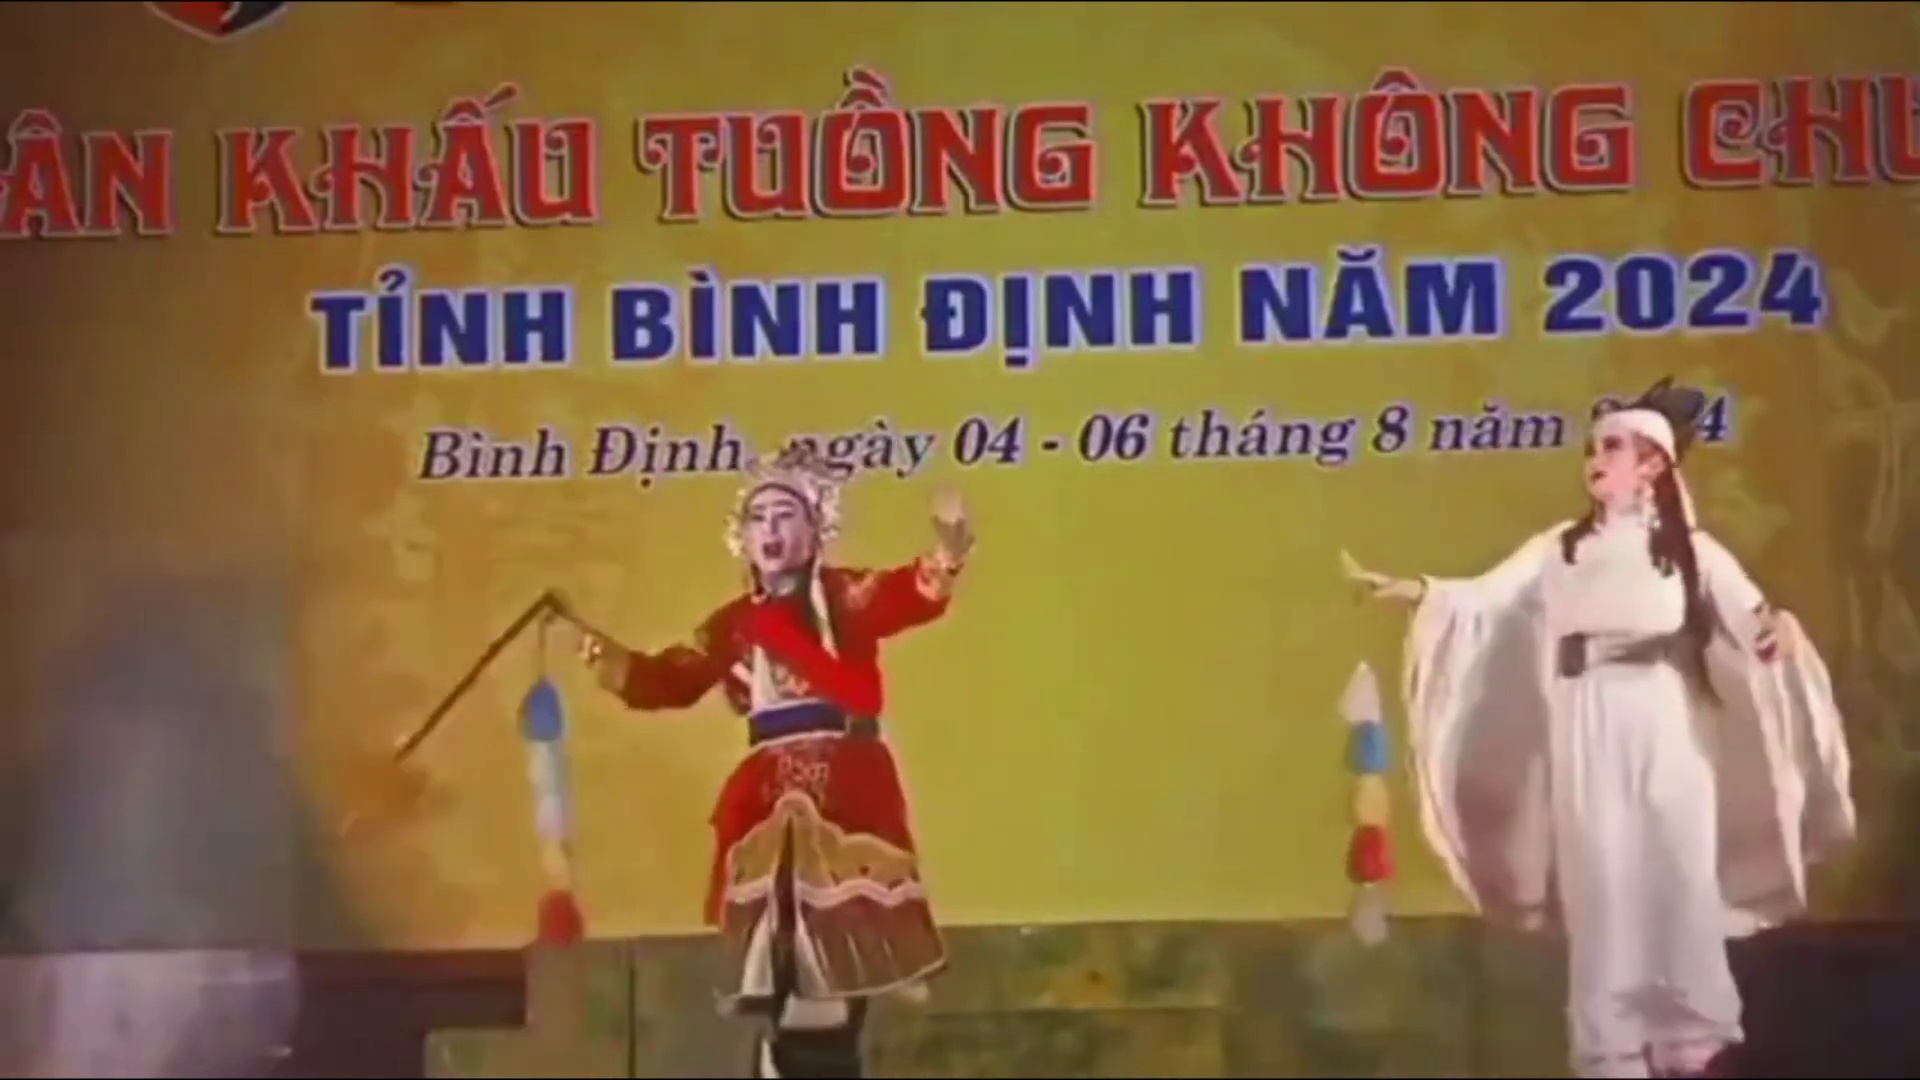 ÂN KHẤU TUỒNG KHÔNG CHU
TỈNH BÌNH ĐỊNH NĂM 2024
Bình Định, ngày 04 - 06 tháng 8 năm